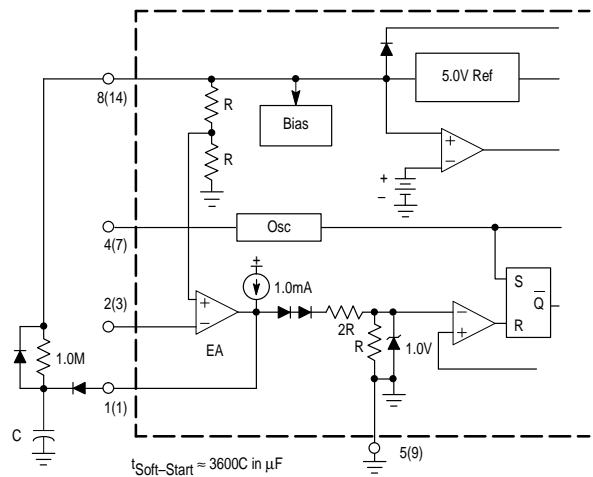 5.0V Ref
8(14)
R
Bias
+
−
R
+
−
Osc
4(7)
+
1.0mA
S
Q
R
2(3)
+
−
EA
2R
R
1.0V
−
+
1.0M
1(1)
C
5(9)
tSoft–Start ≈ 3600C in µF